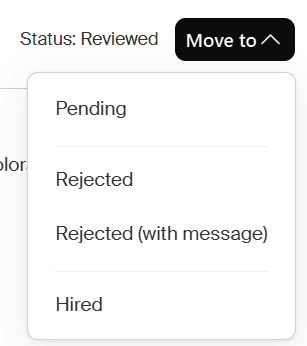 Status: Reviewed Move to
Pending
Rejected
Rejected (with message)
Hired